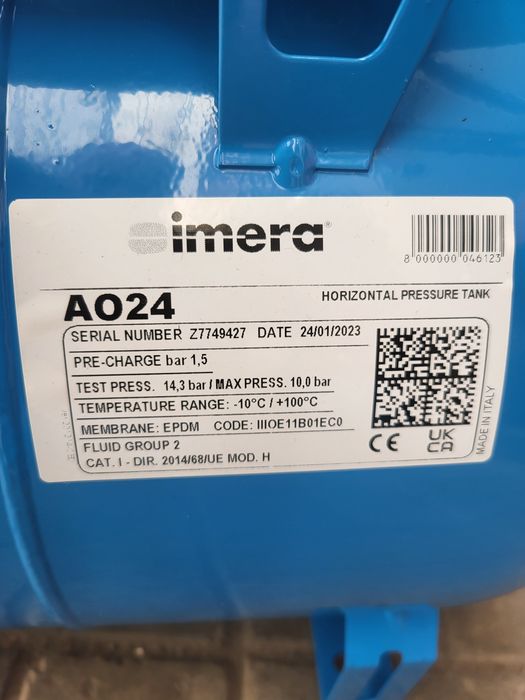 imera®
8 000000 046123
AO24
HORIZONTAL PRESSURE TANK
SERIAL NUMBER Z7749427 DATE 24/01/2023
PRE-CHARGE bar 1,5
TEST PRESS. 14,3 bar / MAX PRESS. 10,0 bar
TEMPERATURE RANGE: -10°C / +100°C
MEMBRANE: EPDM CODE: IIIOE11B01EC0
FLUID GROUP 2
CAT. I - DIR. 2014/68/UE MOD. H
CE UK CA
MADE IN ITALY